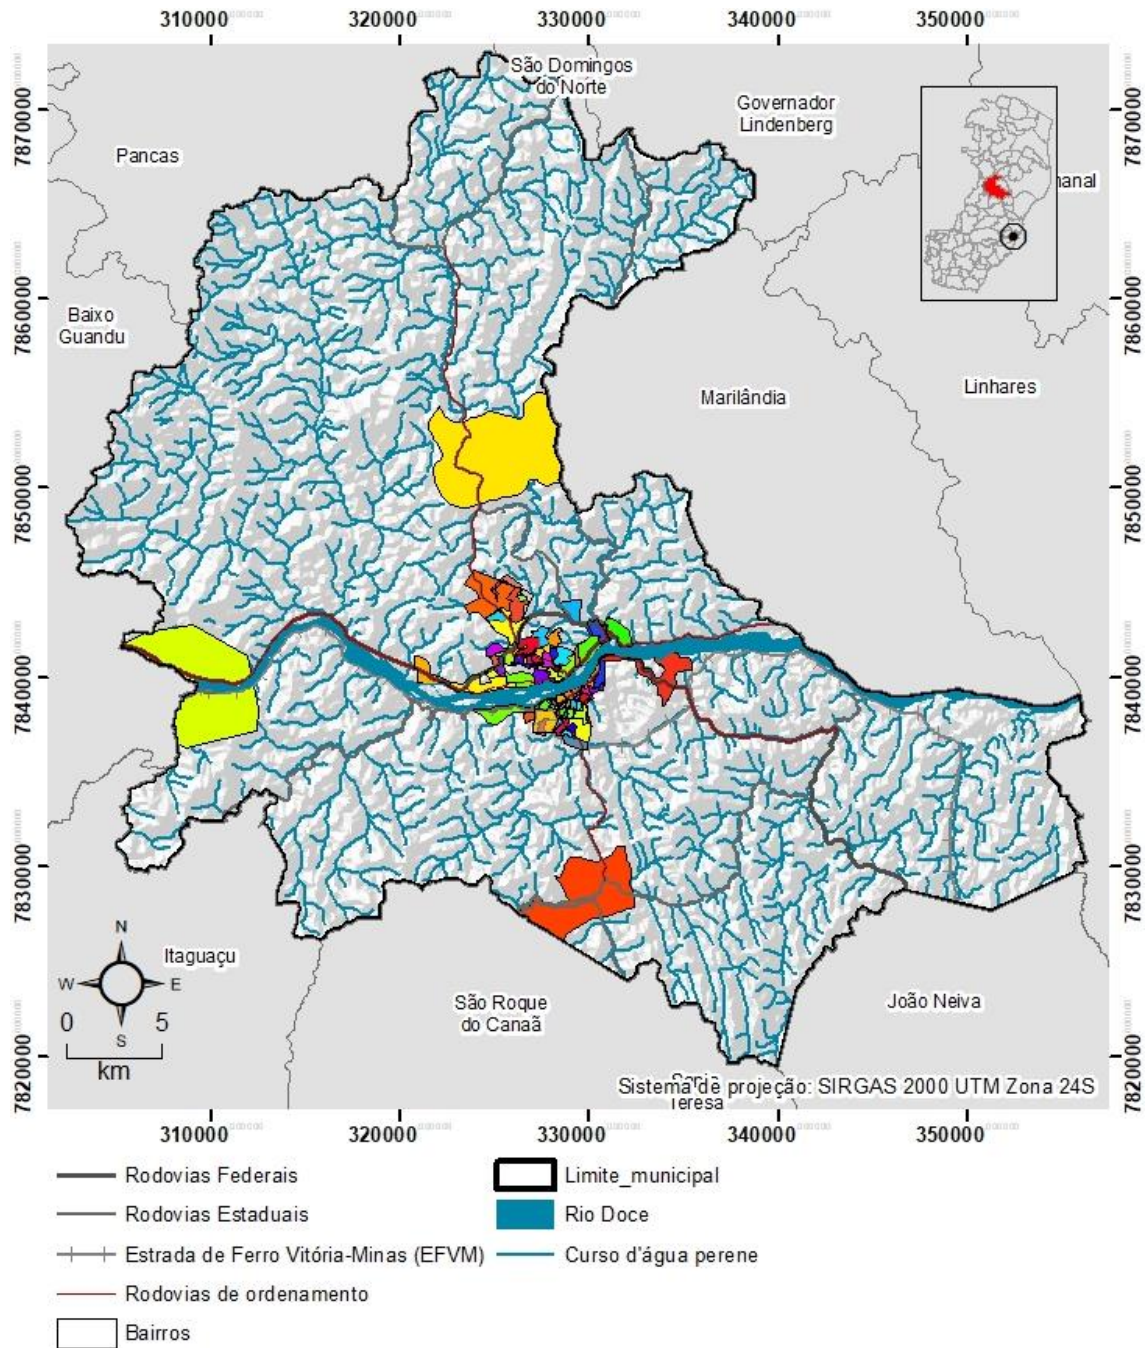 310000 320000 330000 340000 350000
7870000
7870000
7860000
7860000
7850000
7850000
7840000
7840000
7830000
7830000
7820000
7820000
São Domingos
do Norte
Governador
Lindenberg
Pancas
manal
Baixo
Guandu
Linhares
Marilândia
Itaguaçu
N
W E
S
0 5
km
São Roque
do Canaã
João Neiva
Sistema de projeção: SIRGAS 2000 UTM Zona 24S
Teresa
310000 320000 330000 340000 350000
Rodovias Federais
Limite_municipal
Rodovias Estaduais
Rio Doce
Estrada de Ferro Vitória-Minas (EFVM)
Curso d'água perene
Rodovias de ordenamento
Bairros